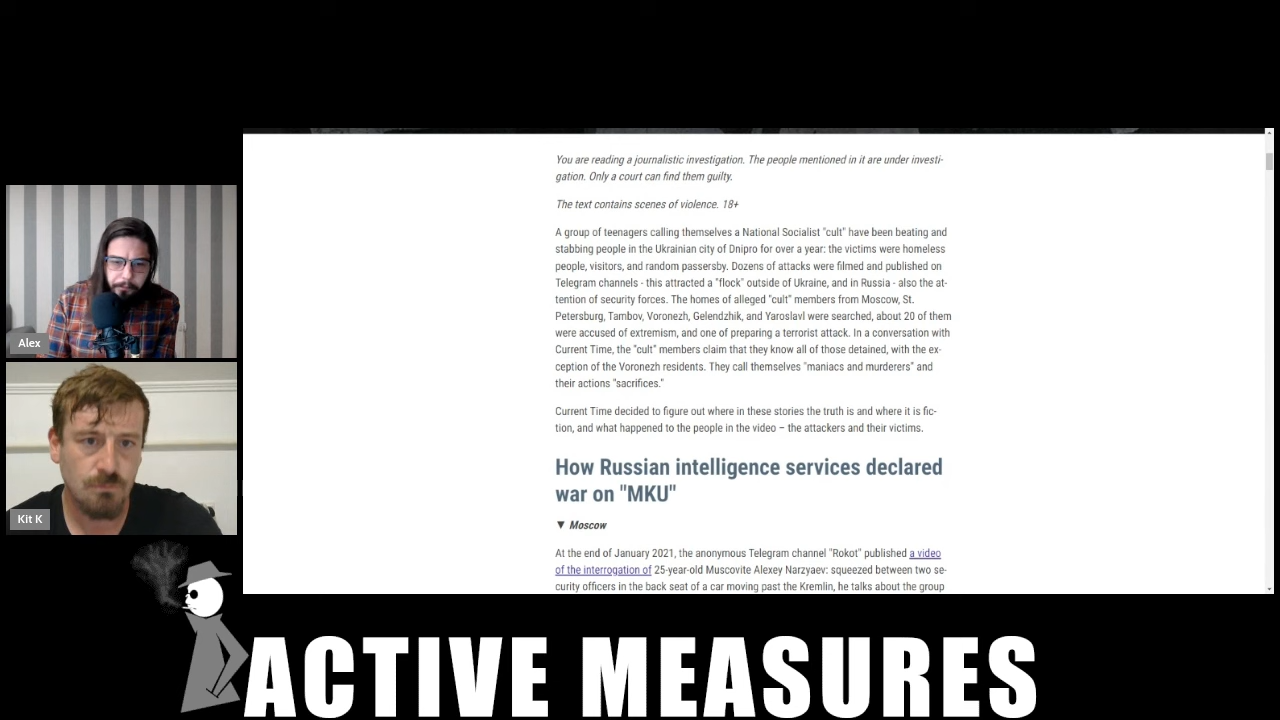 You are reading a journalistic investigation. The people mentioned in it are under investi-
gation. Only a court can find them guilty.
The text contains scenes of violence. 18+
A group of teenagers calling themselves a National Socialist "cult" have been beating and
stabbing people in the Ukrainian city of Dnipro for over a year: the victims were homeless
people, visitors, and random passersby. Dozens of attacks were filmed and published on
Telegram channels - this attracted a "flock" outside of Ukraine, and in Russia - also the at-
tention of security forces. The homes of alleged "cult" members from Moscow, St.
Petersburg, Tambov, Voronezh, Gelendzhik, and Yaroslavl were searched, about 20 of them
were accused of extremism, and one of preparing a terrorist attack. In a conversation with
Current Time, the "cult" members claim that they know all of those detained, with the ex-
ception of the Voronezh residents. They call themselves "maniacs and murderers" and
their actions "sacrifices."
Current Time decided to figure out where in these stories the truth is and where it is fic-
tion, and what happened to the people in the video – the attackers and their victims.
How Russian intelligence services declared
war on "MKU"
▼ Moscow
At the end of January 2021, the anonymous Telegram channel "Rokot" published a video
of the interrogation of 25-year-old Muscovite Alexey Narzyaev: squeezed between two se-
curity officers in the back seat of a car moving past the Kremlin, he talks about the group
Alex
Kit K
ACTIVE MEASURES